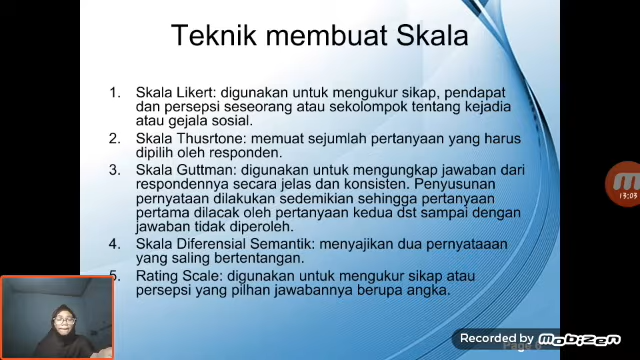 Teknik membuat Skala
1. Skala Likert: digunakan untuk mengukur sikap, pendapat
dan persepsi seseorang atau sekolompok tentang kejadia
atau gejala sosial.
2. Skala Thusrtone: memuat sejumlah pertanyaan yang harus
dipilih oleh responden.
3. Skala Guttman: digunakan untuk mengungkap jawaban dari
respondennya secara jelas dan konsisten. Penyusunan
pernyataan dilakukan sedemikian sehingga pertanyaan
pertama dilacak oleh pertanyaan kedua dst sampai dengan
jawaban tidak diperoleh.
4. Skala Diferensial Semantik: menyajikan dua pernyataaan
yang saling bertentangan.
5. Rating Scale: digunakan untuk mengukur sikap atau
persepsi yang pilhan jawabannya berupa angka.
13:03
Recorded by mobizen